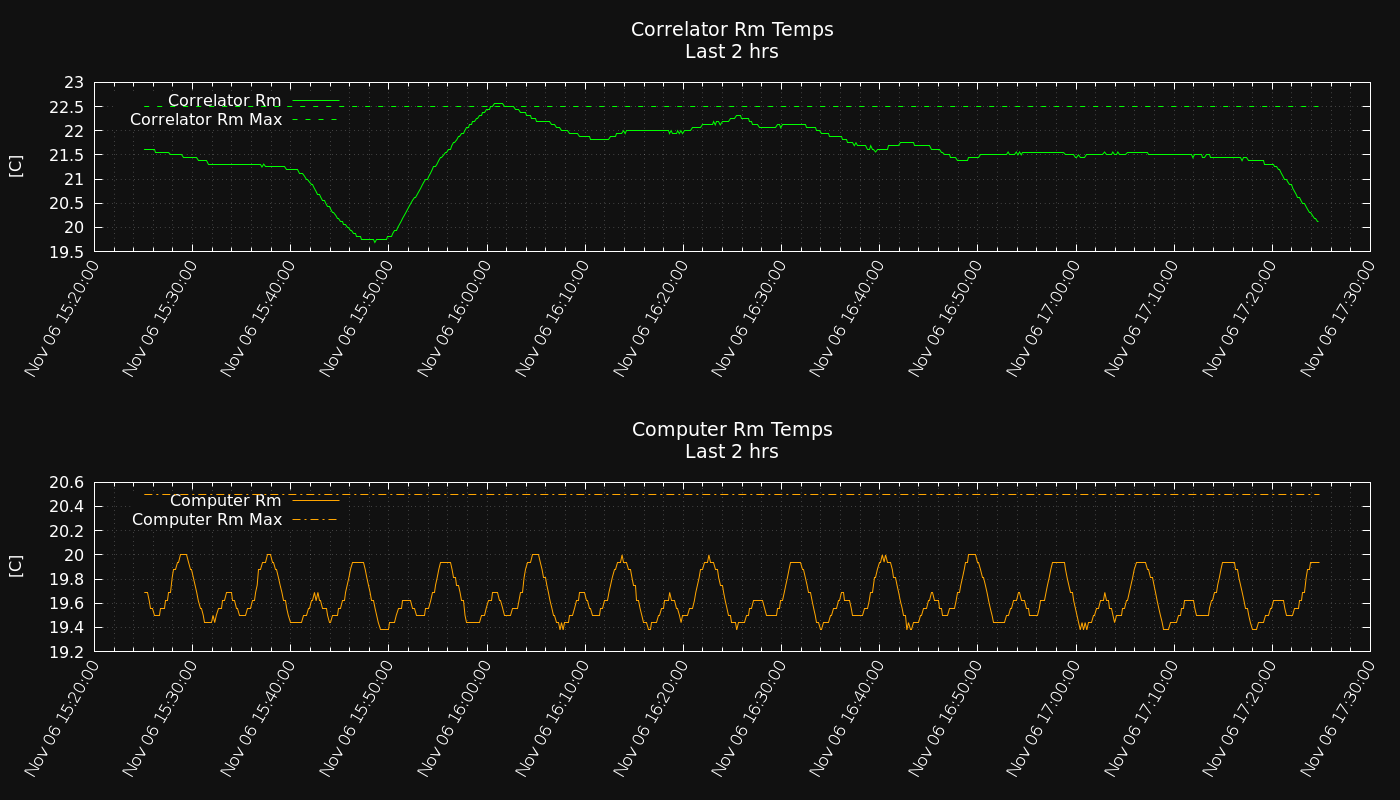 Correlator Rm Temps
Last 2 hrs
23
22.5
22
21.5
21
20.5
20
19.5
[C]
Correlator Rm
Correlator Rm Max
Nov 06 15:20:00
Nov 06 15:30:00
Nov 06 15:40:00
Nov 06 15:50:00
Nov 06 16:00:00
Nov 06 16:10:00
Nov 06 16:20:00
Nov 06 16:30:00
Nov 06 16:40:00
Nov 06 16:50:00
Nov 06 17:00:00
Nov 06 17:10:00
Nov 06 17:20:00
Nov 06 17:30:00
Computer Rm Temps
Last 2 hrs
20.6
20.4
20.2
20
19.8
19.6
19.4
19.2
[C]
Computer Rm
Computer Rm Max
Nov 06 15:20:00
Nov 06 15:30:00
Nov 06 15:40:00
Nov 06 15:50:00
Nov 06 16:00:00
Nov 06 16:10:00
Nov 06 16:20:00
Nov 06 16:30:00
Nov 06 16:40:00
Nov 06 16:50:00
Nov 06 17:00:00
Nov 06 17:10:00
Nov 06 17:20:00
Nov 06 17:30:00